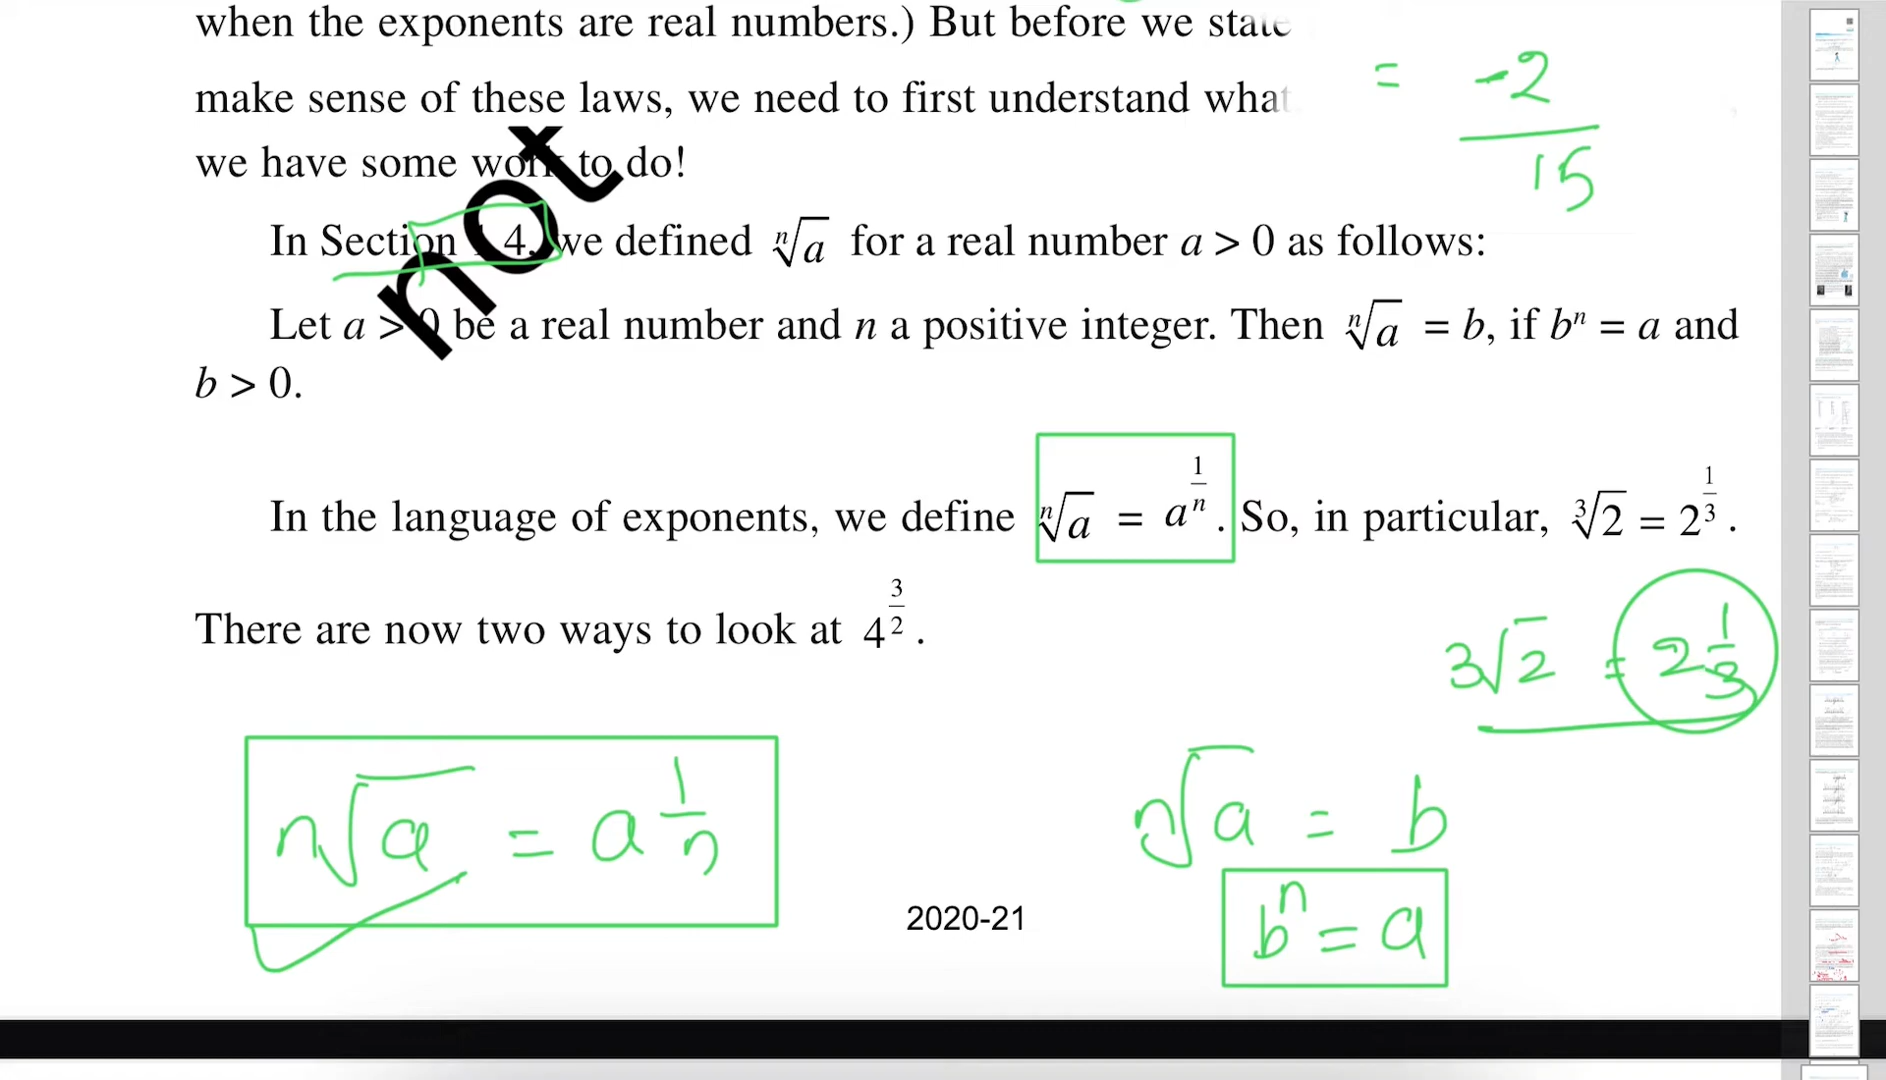 when the exponents are real numbers.) But before we state
make sense of these laws, we need to first understand what
= -2/15
we have some work to do!
not
In Section 4, we defined ⁿ√a for a real number a > 0 as follows:
Let a > 0 be a real number and n a positive integer. Then ⁿ√a = b, if bⁿ = a and
b > 0.
In the language of exponents, we define ⁿ√a = a^(1/n). So, in particular, ³√2 = 2^(1/3).
There are now two ways to look at 4^(3/2).
3√2 = 2 1/3
n√a = a 1/n
n√a = b
bⁿ = a
2020-21